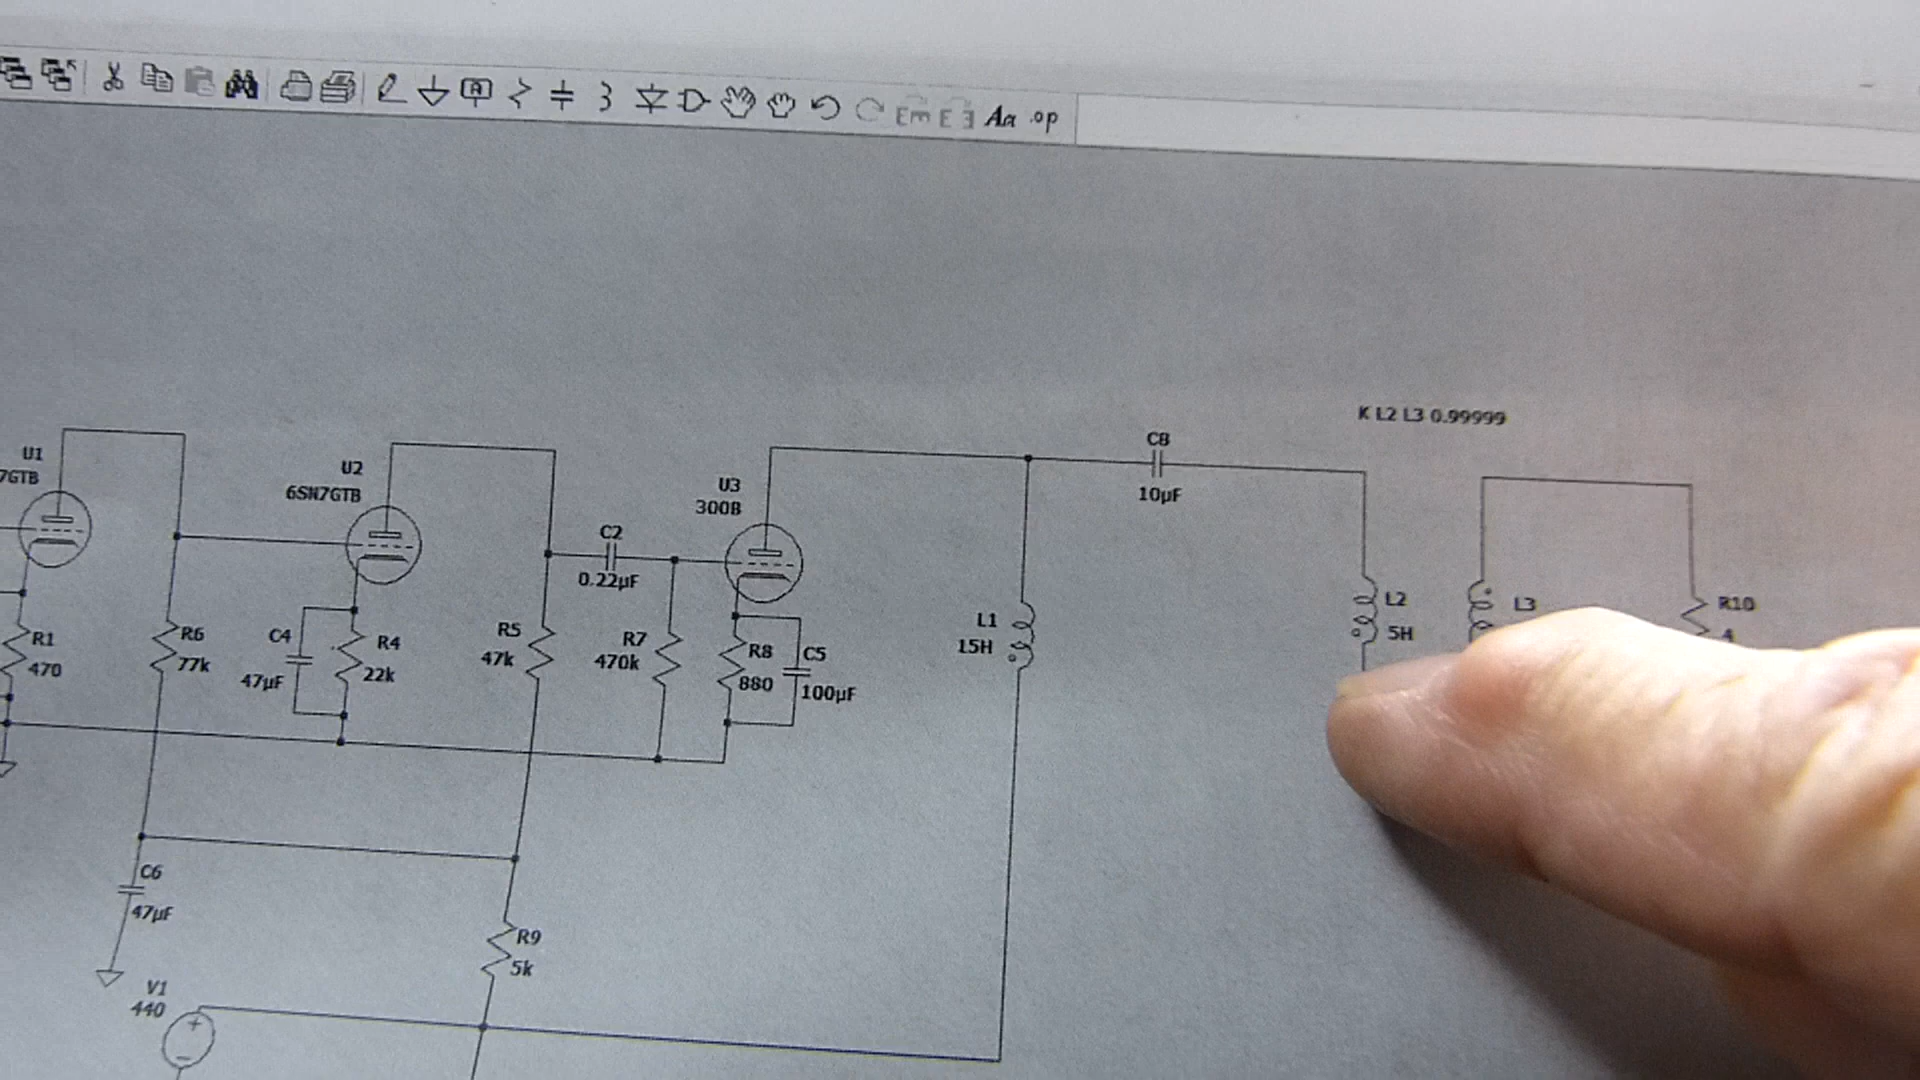 Aa .op
K L2 L3 0.99999
U1
7GTB
U2
6SN7GTB
U3
300B
C8
10µF
C2
0.22µF
R1
470
R6
77k
C4
47µF
R4
22k
R5
47k
R7
470k
R8
880
C5
100µF
L1
15H
L2
5H
L3
R10
4
C6
47µF
R9
5k
V1
440